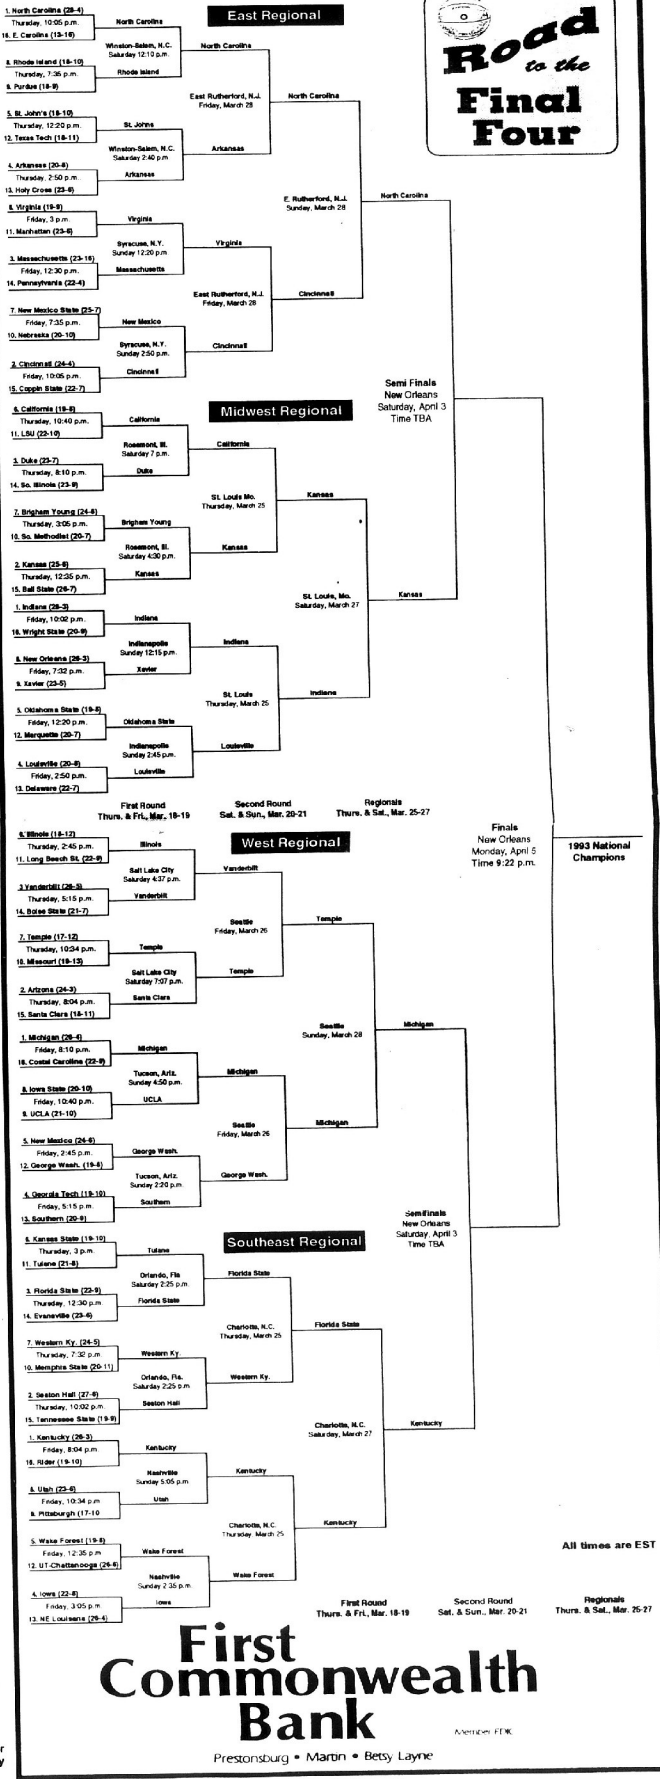 East Regional
Road
to the
Final
Four
1. North Carolina (28-4)
Thursday, 10:05 p.m.
16. E. Carolina (13-16)
North Carolina
Winston-Salem, N.C.
Saturday 12:10 p.m.
8. Rhode Island (18-10)
Thursday, 7:35 p.m.
9. Purdue (18-9)
Rhode Island
North Carolina
East Rutherford, N.J.
Friday, March 26
5. St. John's (18-10)
Thursday, 12:20 p.m.
12. Texas Tech (18-11)
St. Johns
Winston-Salem, N.C.
Saturday 2:40 p.m
4. Arkansas (20-8)
Thursday, 2:50 p.m.
13. Holy Cross (23-6)
Arkansas
Arkansas
North Carolina
E. Rutherford, N.J.
Sunday, March 28
North Carolina
6. Virginia (19-9)
Friday, 3 p.m.
11. Manhattan (23-6)
Virginia
Syracuse, N.Y.
Sunday 12:20 p.m
3. Massachusetts (23-16)
Friday, 12:30 p.m.
14. Pennsylvania (22-4)
Massachusetts
Virginia
East Rutherford, N.J.
Friday, March 28
7. New Mexico State (25-7)
Friday, 7:35 p.m.
10. Nebraska (20-10)
New Mexico
Syracuse, N.Y.
Sunday 2:50 p.m.
2. Cincinnati (24-4)
Friday, 10:05 p.m.
15. Coppin State (22-7)
Cincinnati
Cincinnati
Cincinnati
Semi Finals
New Orleans
Saturday, April 3
Time TBA
Midwest Regional
6. California (19-8)
Thursday, 10:40 p.m.
11. LSU (22-10)
California
Rosemont, Ill.
Saturday 7 p.m.
3. Duke (23-7)
Thursday, 8:10 p.m.
14. So. Illinois (23-9)
Duke
California
St. Louis Mo.
Thursday, March 25
7. Brigham Young (24-8)
Thursday, 3:05 p.m.
10. So. Methodist (20-7)
Brigham Young
Rosemont, Ill.
Saturday 4:30 p.m.
2. Kansas (25-6)
Thursday, 12:35 p.m.
15. Ball State (26-7)
Kansas
Kansas
Kansas
St. Louis, Mo.
Saturday, March 27
Kansas
1. Indiana (28-3)
Friday, 10:02 p.m.
16. Wright State (20-9)
Indiana
Indianapolis
Sunday 12:15 p.m.
8. New Orleans (26-3)
Friday, 7:32 p.m.
9. Xavier (23-5)
Xavier
Indiana
St. Louis
Thursday, March 25
5. Oklahoma State (19-8)
Friday, 12:20 p.m.
12. Marquette (20-7)
Oklahoma State
Indianapolis
Sunday 2:45 p.m.
4. Louisville (20-8)
Friday, 2:50 p.m.
13. Delaware (22-7)
Louisville
Louisville
Indiana
First Round
Thurs. & Fri., Mar. 18-19
Second Round
Sat. & Sun., Mar. 20-21
Regionals
Thurs. & Sat., Mar. 25-27
Finals
New Orleans
Monday, April 5
Time 9:22 p.m.
1993 National
Champions
West Regional
6. Illinois (18-12)
Thursday, 2:45 p.m.
11. Long Beech St. (22-9)
Illinois
Salt Lake City
Saturday 4:37 p.m.
3 Vanderbilt (26-5)
Thursday, 5:15 p.m.
14. Boise State (21-7)
Vanderbilt
Vanderbilt
Seattle
Friday, March 26
7. Temple (17-12)
Thursday, 10:34 p.m.
10. Missouri (19-13)
Temple
Salt Lake City
Saturday 7:07 p.m.
2. Arizona (24-3)
Thursday, 8:04 p.m.
15. Santa Clara (18-11)
Santa Clara
Temple
Temple
Seattle
Sunday, March 28
Michigan
1. Michigan (26-4)
Friday, 8:10 p.m.
16. Costal Caroline (22-9)
Michigan
Tucson, Ariz.
Sunday 4:50 p.m.
8. Iowa State (20-10)
Friday, 10:40 p.m.
9. UCLA (21-10)
UCLA
Michigan
Seattle
Friday, March 26
5. New Mexico (24-6)
Friday, 2:45 p.m.
12. George Wash. (19-8)
George Wash.
Tucson, Ariz.
Sunday 2:20 p.m.
4. Georgia Tech (19-10)
Friday, 5:15 p.m.
13. Southern (20-9)
Southern
George Wash.
Michigan
Semifinals
New Orleans
Saturday, April 3
Time TBA
Southeast Regional
6. Kansas State (19-10)
Thursday, 3 p.m.
11. Tulane (21-8)
Tulane
Orlando, Fla
Saturday 2:25 p.m.
3. Florida State (22-9)
Thursday, 12:30 p.m.
14. Evansville (23-6)
Florida State
Florida State
Charlotte, N.C.
Thursday, March 25
7. Western Ky. (24-5)
Thursday, 7:32 p.m.
10. Memphis State (20-11)
Western Ky.
Orlando, Fla.
Saturday 2:25 p.m.
2. Seaton Hall (27-6)
Thursday, 10:02 p.m.
15. Tennessee State (19-9)
Seaton Hall
Western Ky.
Florida State
Charlotte, N.C.
Saturday, March 27
Kentucky
1. Kentucky (26-3)
Friday, 8:04 p.m.
16. Rider (19-10)
Kentucky
Nashville
Sunday 5:05 p.m
8. Utah (23-6)
Friday, 10:34 p.m
9. Pittsburgh (17-10
Utah
Kentucky
Charlotte, N.C.
Thursday, March 25
5. Wake Forest (19-8)
Friday, 12:35 p.m
12. UT-Chattanooga (26-6)
Wake Forest
Nashville
Sunday 2:35 p.m.
4. Iowa (22-8)
Friday, 3:05 p.m.
13. NE Louisana (26-4)
Iowa
Wake Forest
Kentucky
All times are EST
First Round
Thurs. & Fri., Mar. 18-19
Second Round
Sat. & Sun., Mar. 20-21
Regionals
Thurs. & Sat., Mar. 25-27
First
Commonwealth
Bank
Member FDIC
Prestonsburg • Martin • Betsy Layne